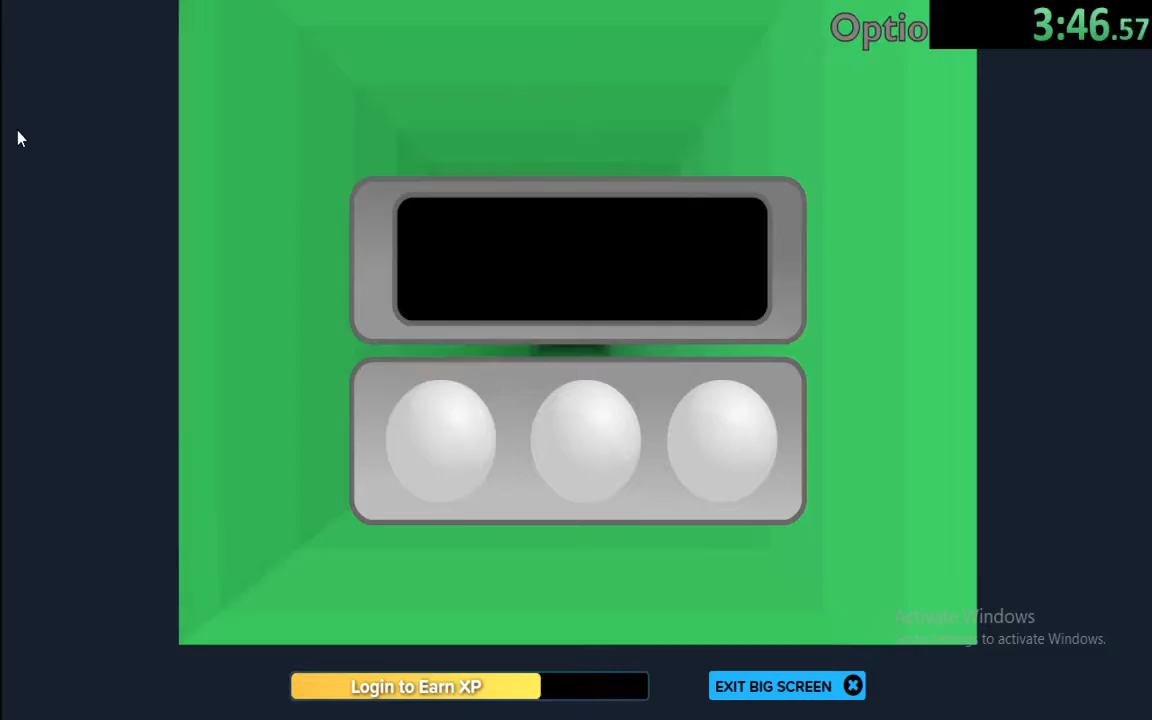 Optio
3:46.57
Activate Windows
to activate Windows.
Login to Earn XP
EXIT BIG SCREEN